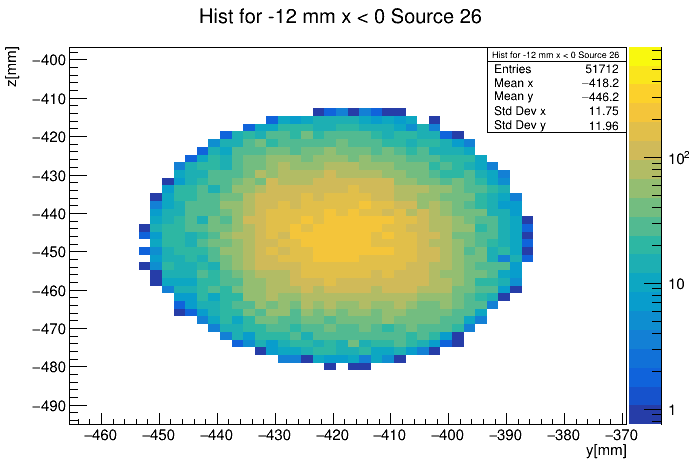 Hist for -12 mm x < 0 Source 26
z[mm]
Hist for -12 mm x < 0 Source 26
Entries 51712
Mean x −418.2
Mean y −446.2
Std Dev x 11.75
Std Dev y 11.96
−400
−410
−420
−430
−440
−450
−460
−470
−480
−490
10²
10
1
−460 −450 −440 −430 −420 −410 −400 −390 −380 −370
y[mm]